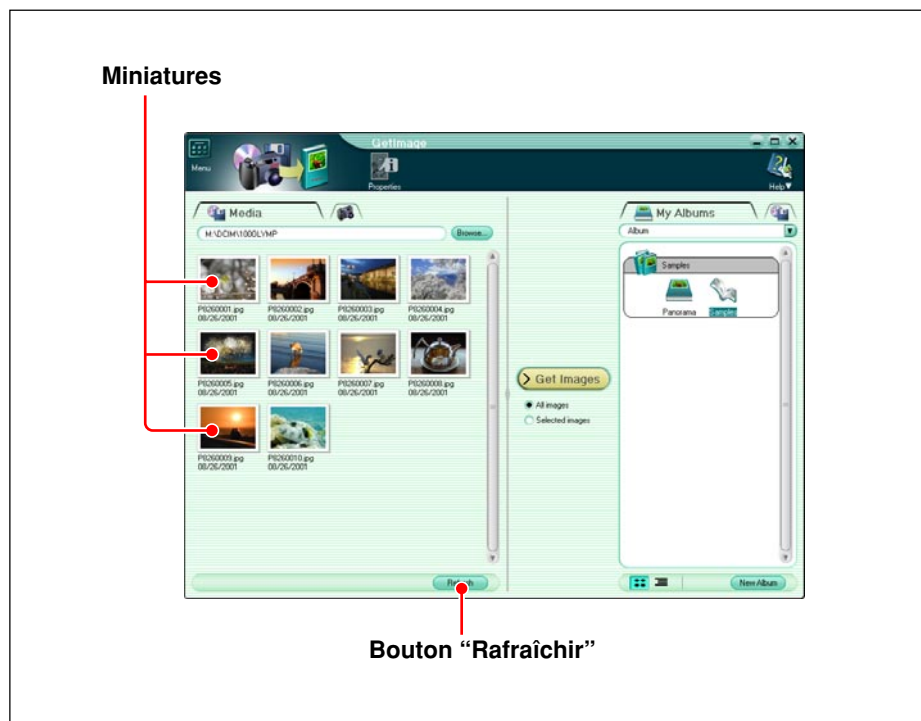 Miniatures
GetImage
Menu
Properties
Help
Media
My Albums
M:\DCIM\100OLYMP
Browse...
Album
Samples
Panorama Samples
P8260001.jpg P8260002.jpg P8260003.jpg P8260004.jpg
08/26/2001 08/26/2001 08/26/2001 08/26/2001
P8260005.jpg P8260006.jpg P8260007.jpg P8260008.jpg
08/26/2001 08/26/2001 08/26/2001 08/26/2001
Get Images
All images
Selected images
P8260009.jpg P8260010.jpg
08/26/2001 08/26/2001
Refresh
New Album
Bouton “Rafraîchir”